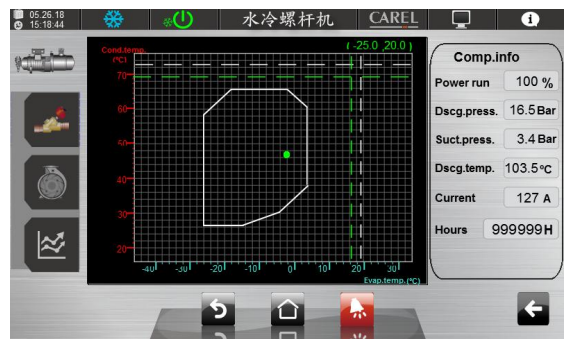 05.26.18
15:18:44
水冷螺杆机
CAREL
Cond.temp.
(℃)
(-25.0 ,20.0 )
70
60
50
40
30
20
-40 -30 -20 -10 0 10 20 30
Evap.temp.(℃)
Comp.info
Power run 100 %
Dscg.press. 16.5 Bar
Suct.press. 3.4 Bar
Dscg.temp. 103.5 ℃
Current 127 A
Hours 999999 H